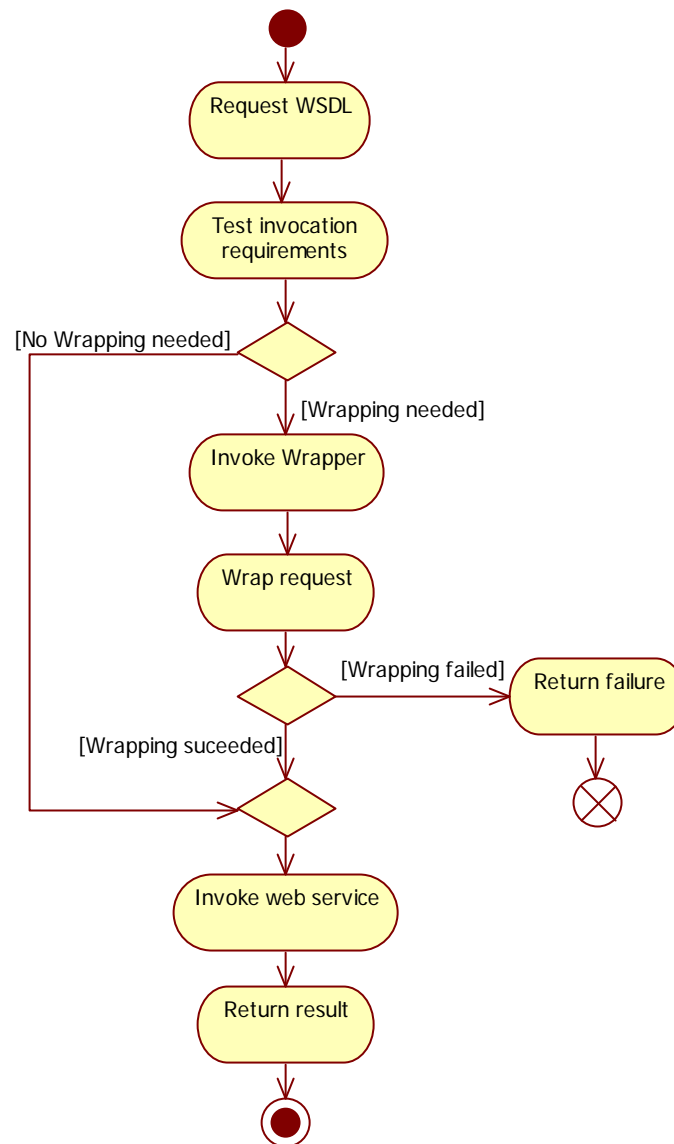 Request WSDL
Test invocation
requirements
[No Wrapping needed]
[Wrapping needed]
Invoke Wrapper
Wrap request
[Wrapping failed]
Return failure
[Wrapping suceeded]
Invoke web service
Return result